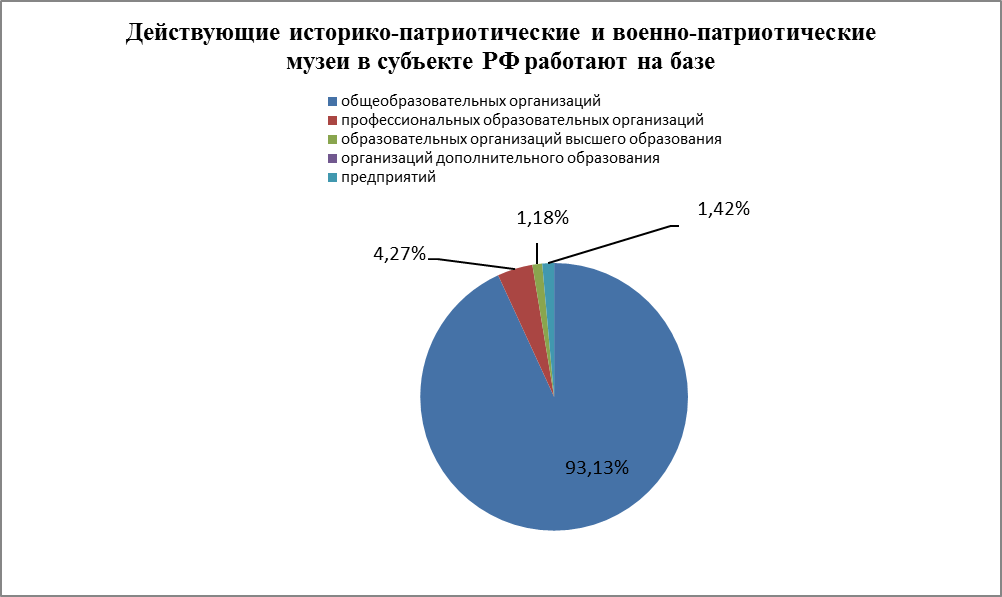 Действующие историко-патриотические и военно-патриотические
музеи в субъекте РФ работают на базе
общеобразовательных организаций
профессиональных образовательных организаций
образовательных организаций высшего образования
организаций дополнительного образования
предприятий
1,42%
1,18%
4,27%
93,13%